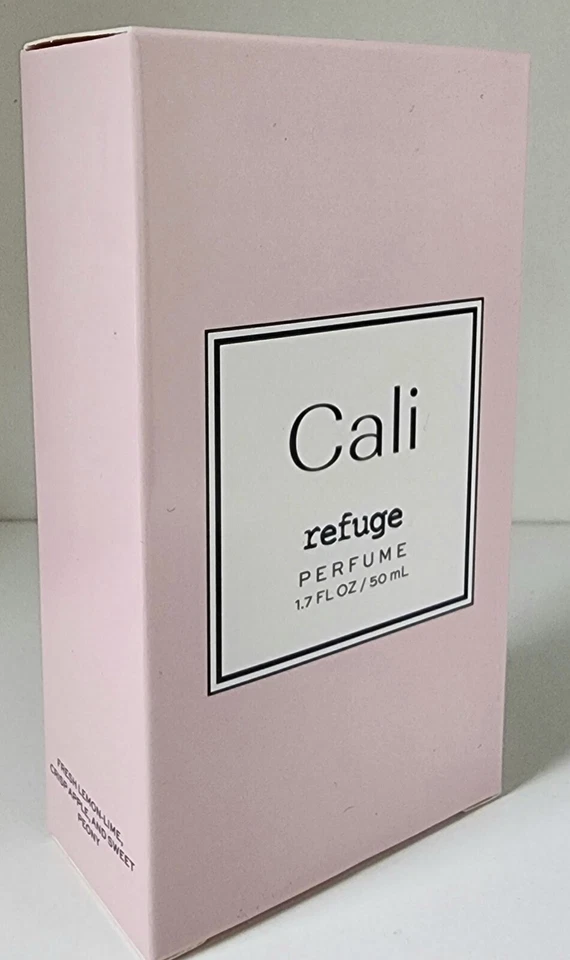 Cali
refuge
PERFUME
1.7 FL OZ / 50 mL
FRESH LEMON-LIME,
CRISP APPLE, AND SWEET
PEONY